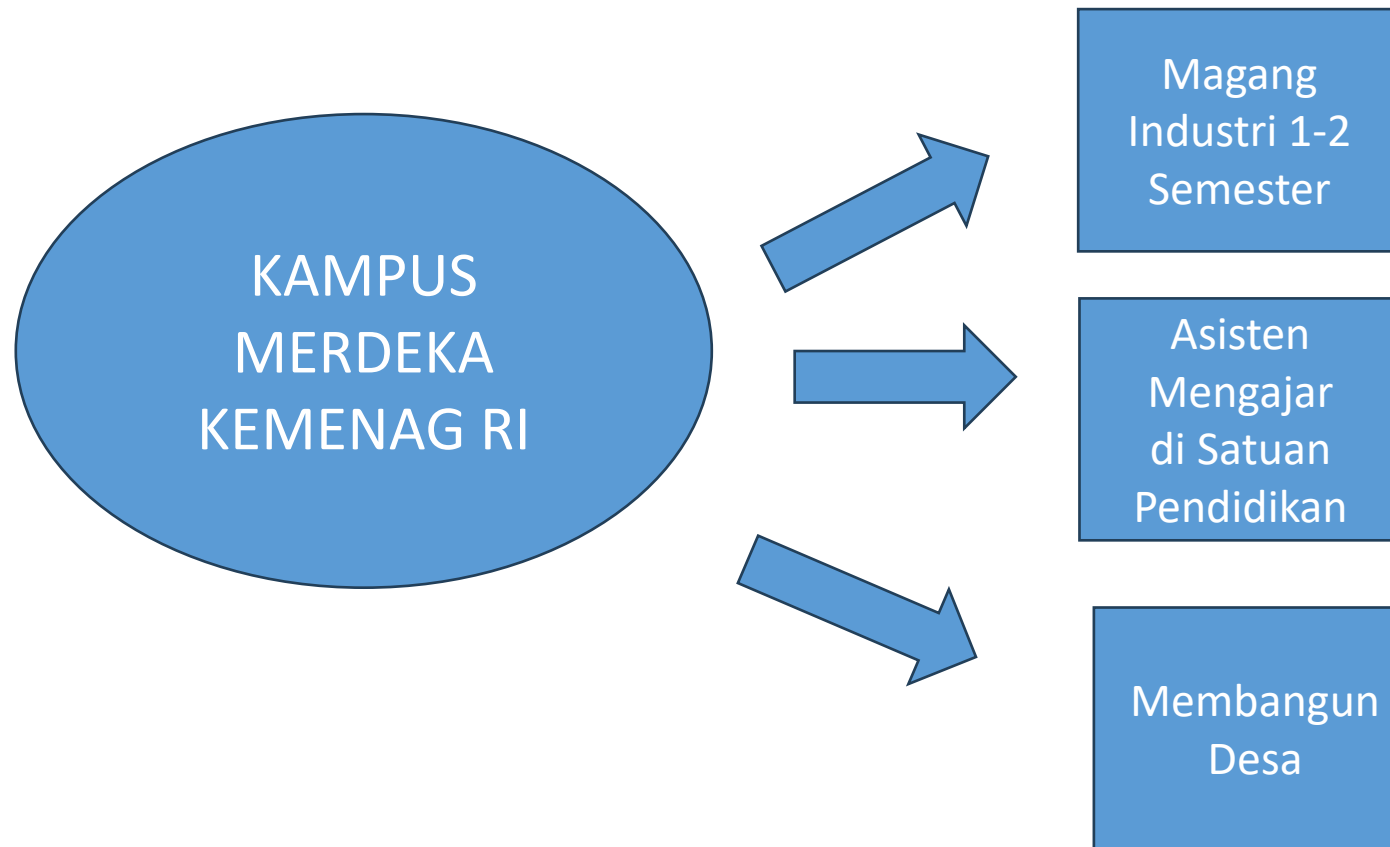 KAMPUS
MERDEKA
KEMENAG RI
Magang
Industri 1-2
Semester
Asisten
Mengajar
di Satuan
Pendidikan
Membangun
Desa